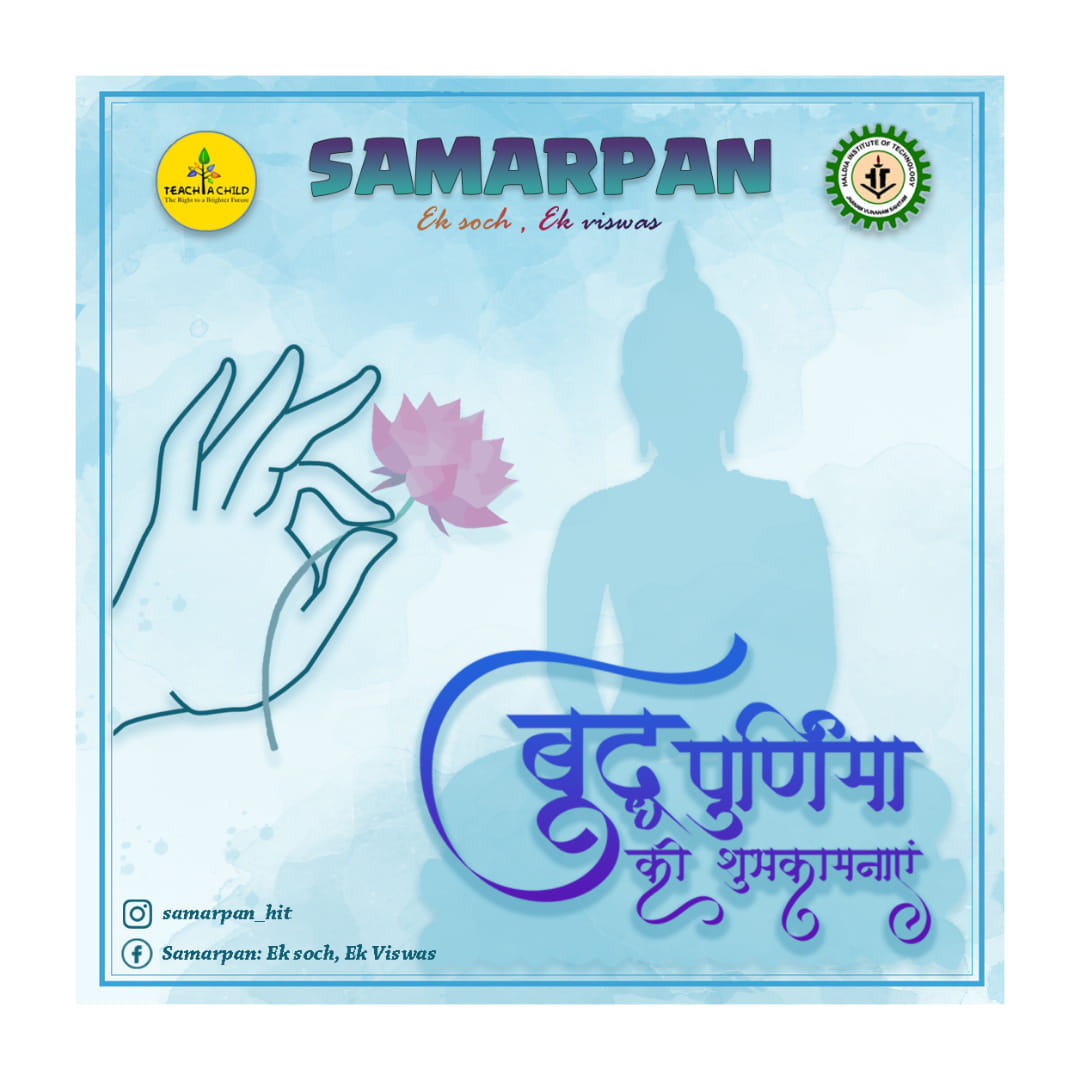 TEACH A CHILD
The Right to a Brighter Future
SAMARPAN
Ek soch , Ek viswas
HALDIA INSTITUTE OF TECHNOLOGY
बुद्ध पुर्णिमा
की शुभकामनाएं
samarpan_hit
Samarpan: Ek soch, Ek Viswas